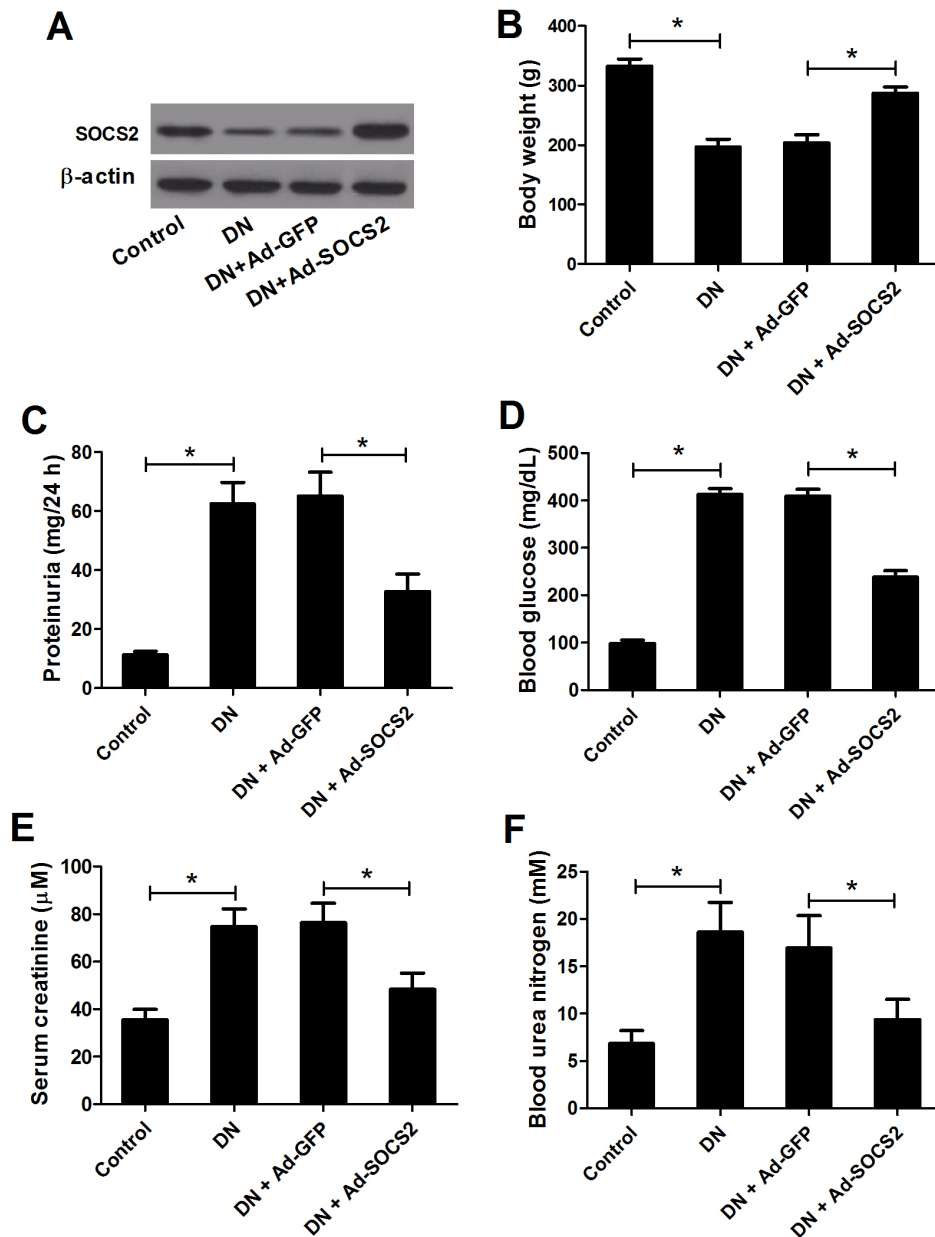 A
SOCS2
β-actin
Control
DN
DN+Ad-GFP
DN+Ad-SOCS2
B
Body weight (g)
400
300
200
100
0
*
*
Control
DN
DN + Ad-GFP
DN + Ad-SOCS2
C
Proteinuria (mg/24 h)
80
60
40
20
0
*
*
Control
DN
DN + Ad-GFP
DN + Ad-SOCS2
D
Blood glucose (mg/dL)
500
400
300
200
100
0
*
*
Control
DN
DN + Ad-GFP
DN + Ad-SOCS2
E
Serum creatinine (μM)
100
80
60
40
20
0
*
*
Control
DN
DN + Ad-GFP
DN + Ad-SOCS2
F
Blood urea nitrogen (mM)
25
20
15
10
5
0
*
*
Control
DN
DN + Ad-GFP
DN + Ad-SOCS2